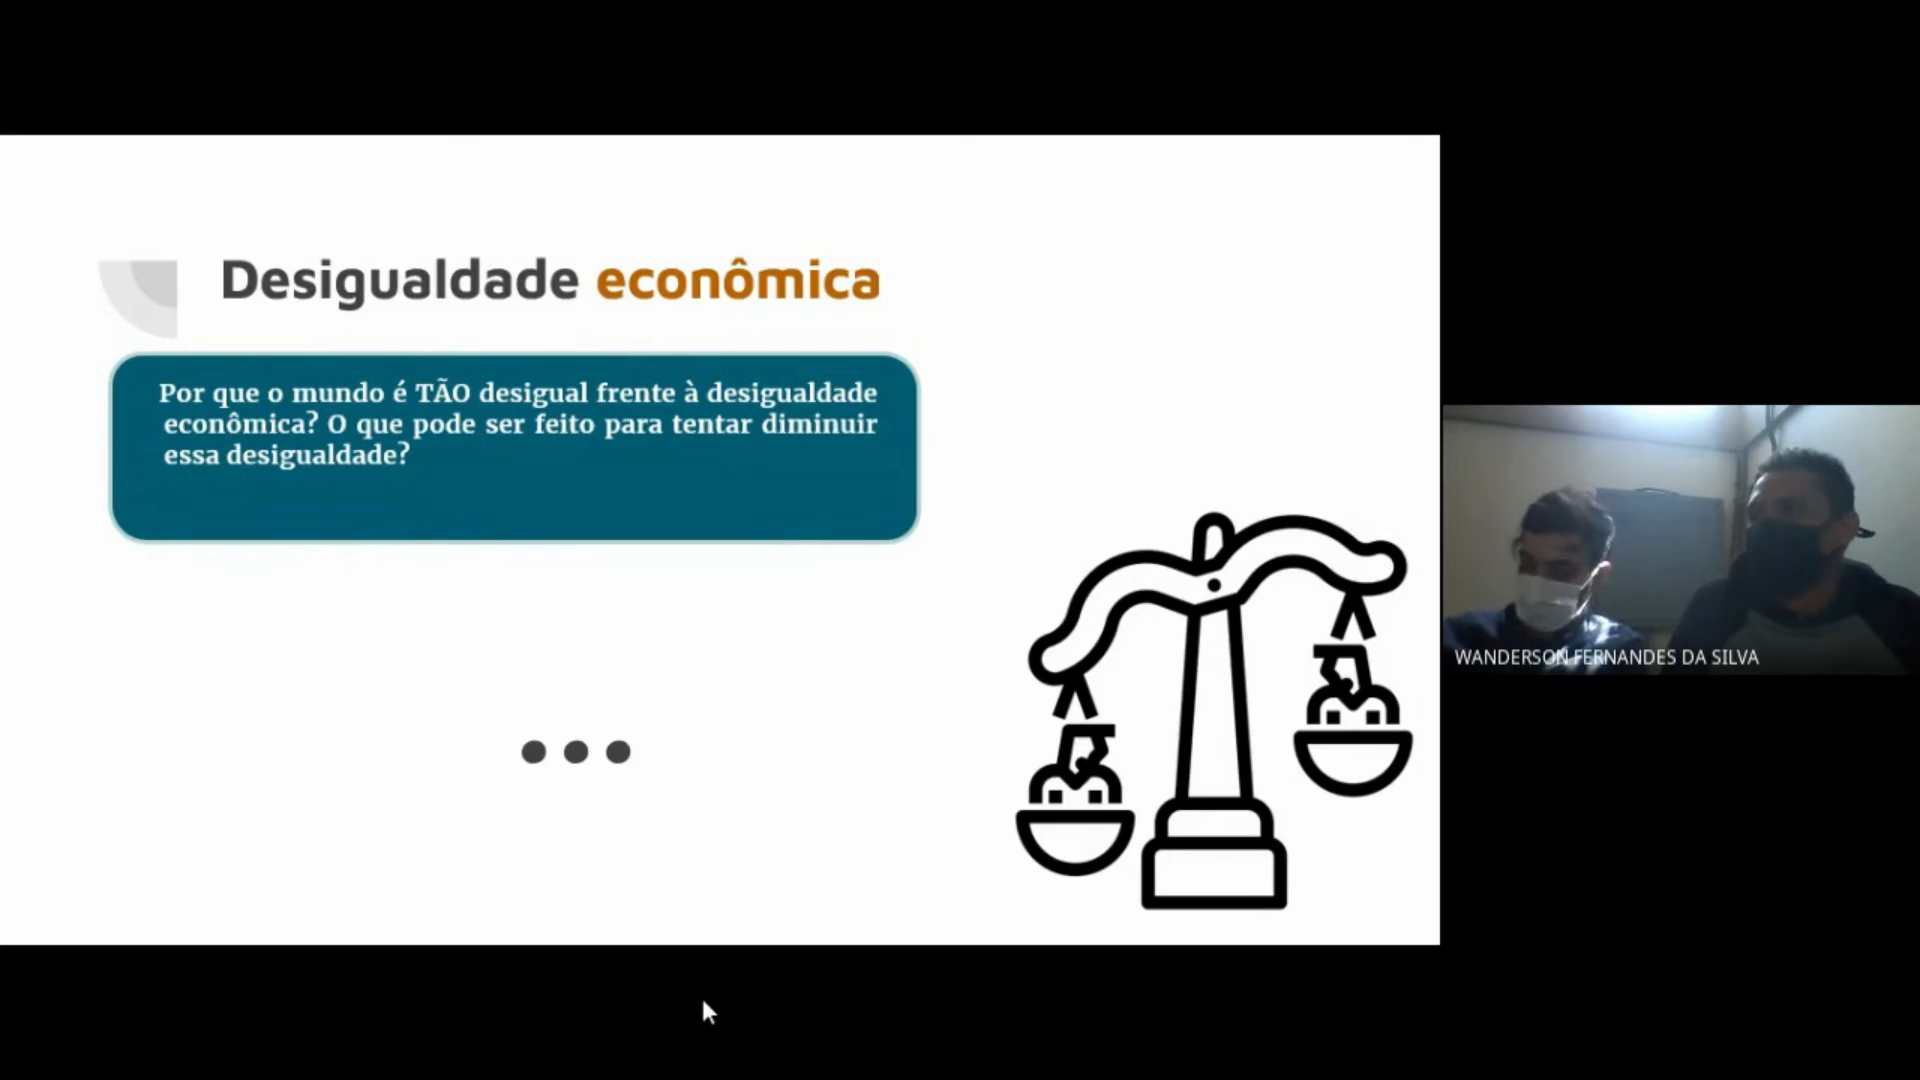 Desigualdade econômica
Por que o mundo é TÃO desigual frente à desigualdade
econômica? O que pode ser feito para tentar diminuir
essa desigualdade?
WANDERSON FERNANDES DA SILVA